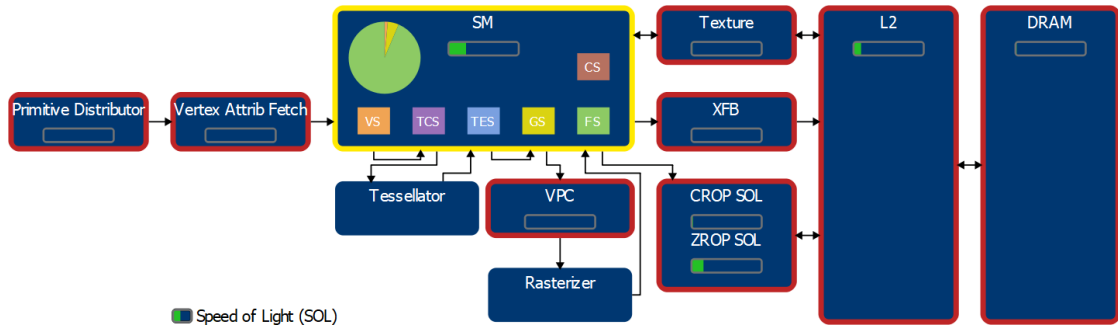 SM
Texture
L2
DRAM
CS
Primitive Distributor
Vertex Attrib Fetch
VS
TCS
TES
GS
FS
XFB
Tessellator
VPC
CROP SOL
ZROP SOL
Rasterizer
Speed of Light (SOL)